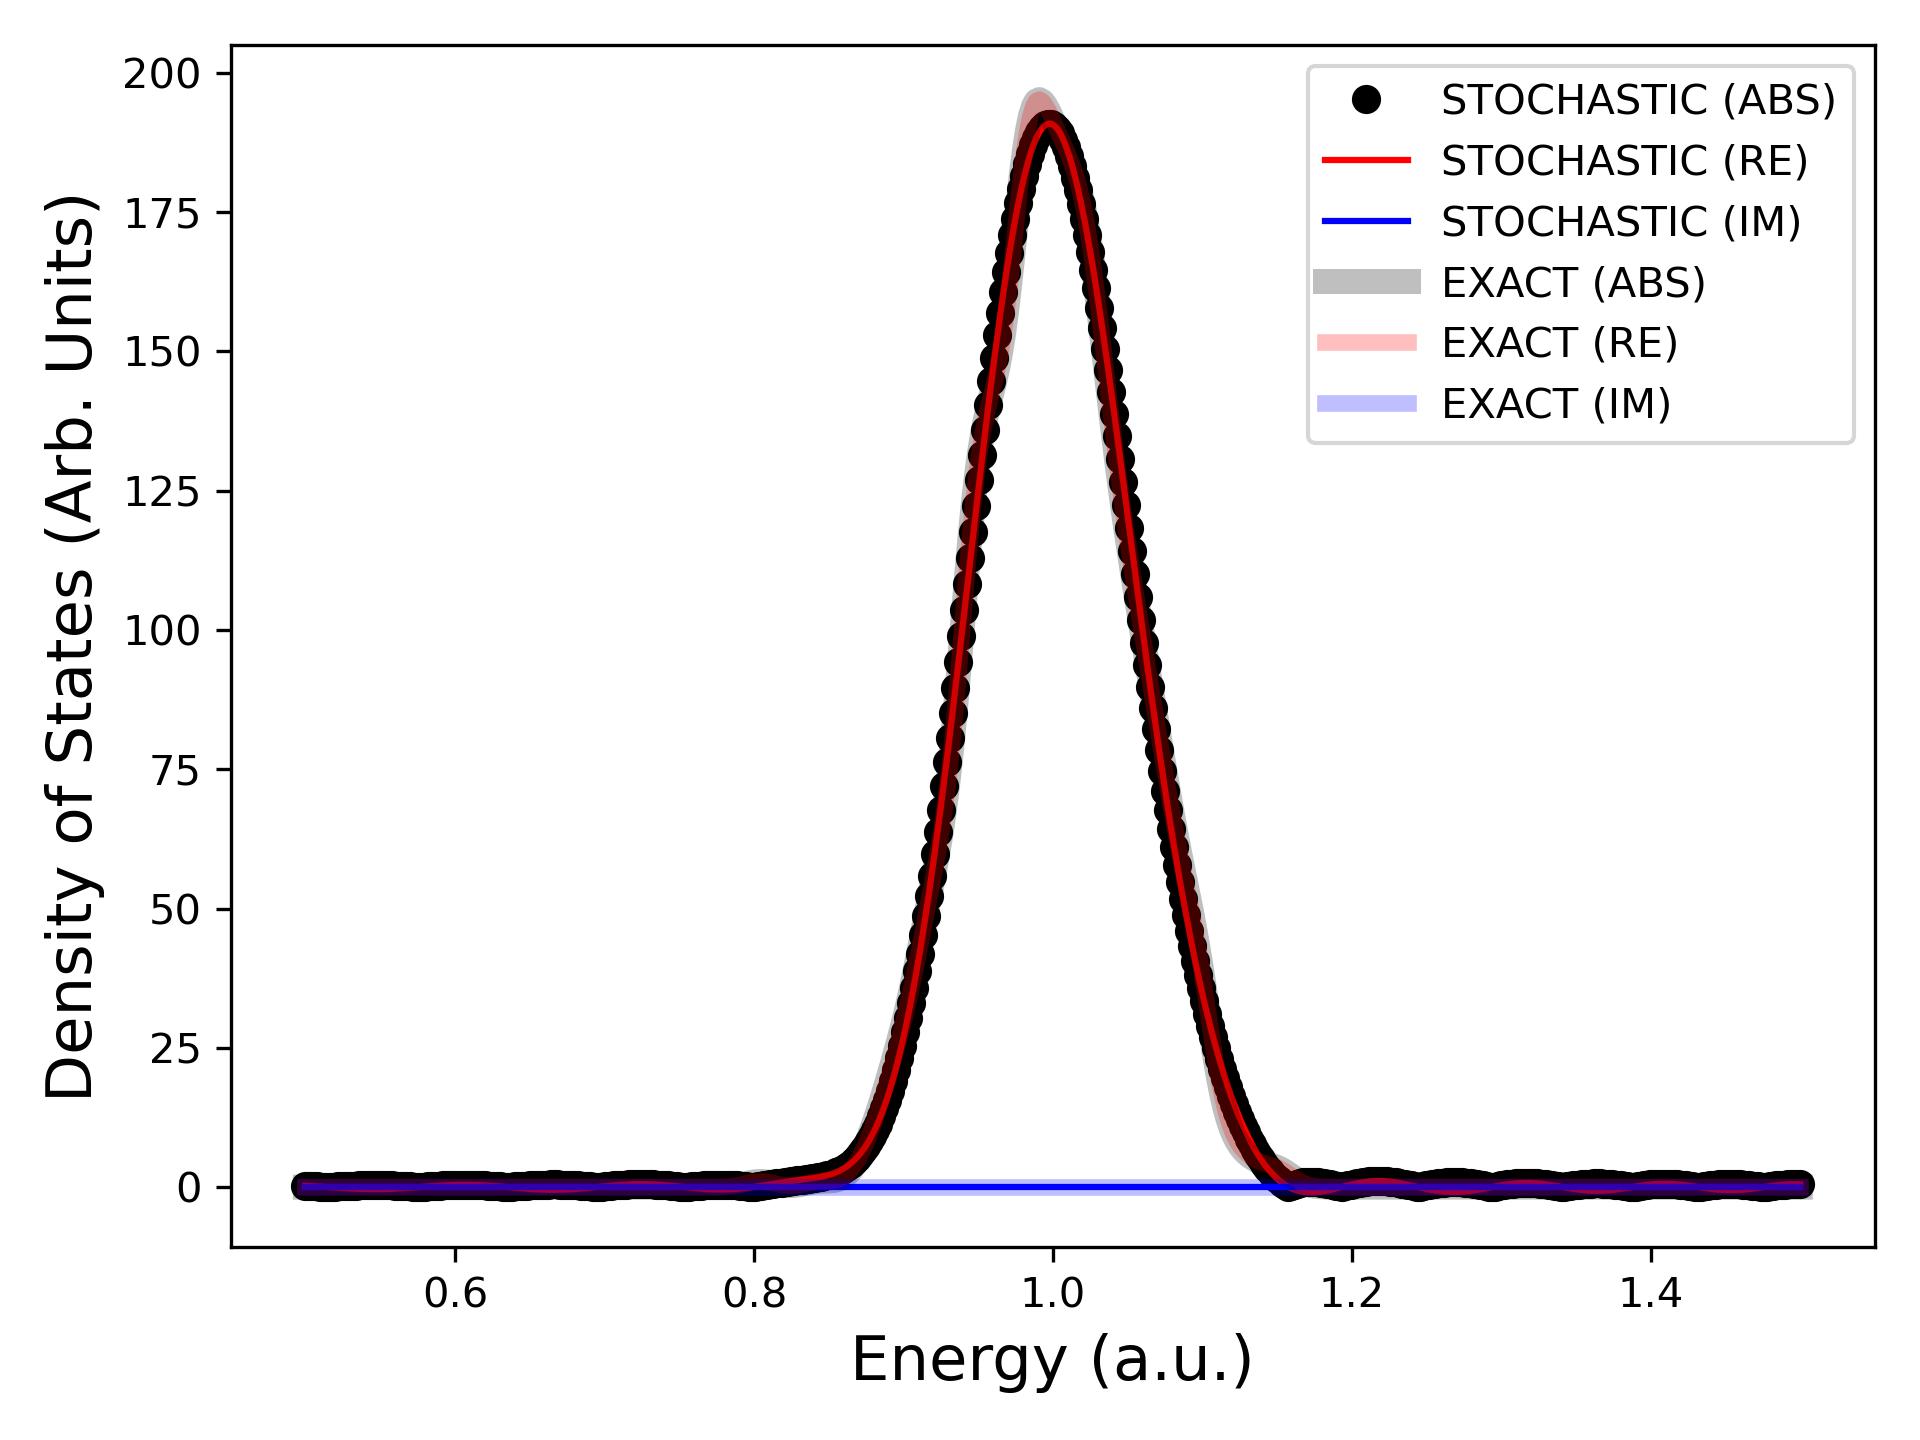 Density of States (Arb. Units)
200
175
150
125
100
75
50
25
0
STOCHASTIC (ABS)
STOCHASTIC (RE)
STOCHASTIC (IM)
EXACT (ABS)
EXACT (RE)
EXACT (IM)
0.6 0.8 1.0 1.2 1.4
Energy (a.u.)